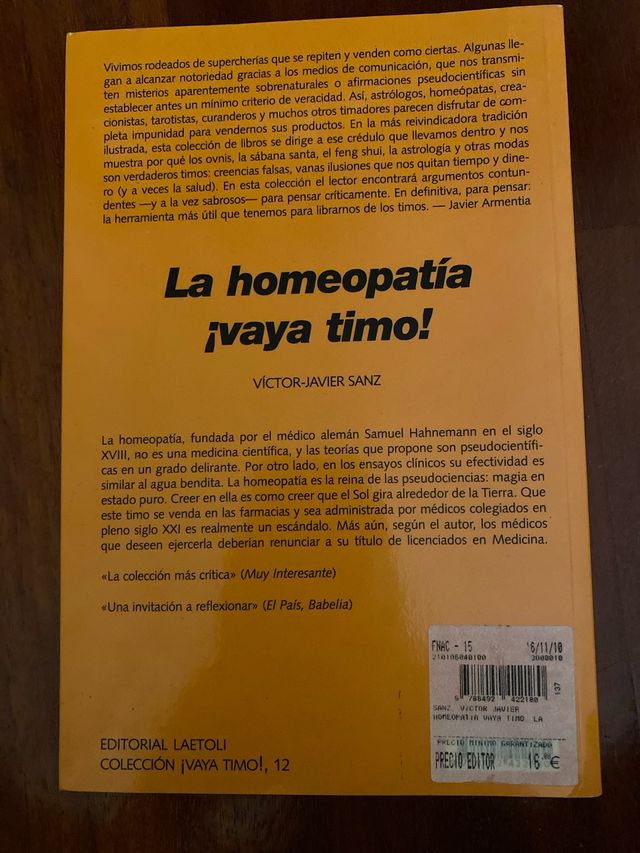 Vivimos rodeados de supercherías que se repiten y venden como ciertas. Algunas lle-
gan a alcanzar notoriedad gracias a los medios de comunicación, que nos transmi-
ten misterios aparentemente sobrenaturales o afirmaciones pseudocientíficas sin
establecer antes un mínimo criterio de veracidad. Así, astrólogos, homeópatas, crea-
cionistas, tarotistas, curanderos y muchos otros timadores parecen disfrutar de com-
pleta impunidad para vendernos sus productos. En la más reivindicadora tradición
ilustrada, esta colección de libros se dirige a ese crédulo que llevamos dentro y nos
muestra por qué los ovnis, la sábana santa, el feng shui, la astrología y otras modas
son verdaderos timos: creencias falsas, vanas ilusiones que nos quitan tiempo y dine-
ro (y a veces la salud). En esta colección el lector encontrará argumentos contun-
dentes —y a la vez sabrosos— para pensar críticamente. En definitiva, para pensar:
la herramienta más útil que tenemos para librarnos de los timos. — Javier Armentia
La homeopatía
¡vaya timo!
VÍCTOR-JAVIER SANZ
La homeopatía, fundada por el médico alemán Samuel Hahnemann en el siglo
XVIII, no es una medicina científica, y las teorías que propone son pseudocientífi-
cas en un grado delirante. Por otro lado, en los ensayos clínicos su efectividad es
similar al agua bendita. La homeopatía es la reina de las pseudociencias: magia en
estado puro. Creer en ella es como creer que el Sol gira alrededor de la Tierra. Que
este timo se venda en las farmacias y sea administrada por médicos colegiados en
pleno siglo XXI es realmente un escándalo. Más aún, según el autor, los médicos
que deseen ejercerla deberían renunciar a su título de licenciados en Medicina.
«La colección más crítica» (Muy Interesante)
«Una invitación a reflexionar» (El País, Babelia)
FNAC - 15 16/11/10
210106040100 3000010
137
9 788492 422180
SANZ, VICTOR JAVIER
HOMEOPATIA VAYA TIMO, LA
PRECIO MINIMO GARANTIZADO
PRECIO EDITOR 16,00 €
EDITORIAL LAETOLI
COLECCIÓN ¡VAYA TIMO!, 12